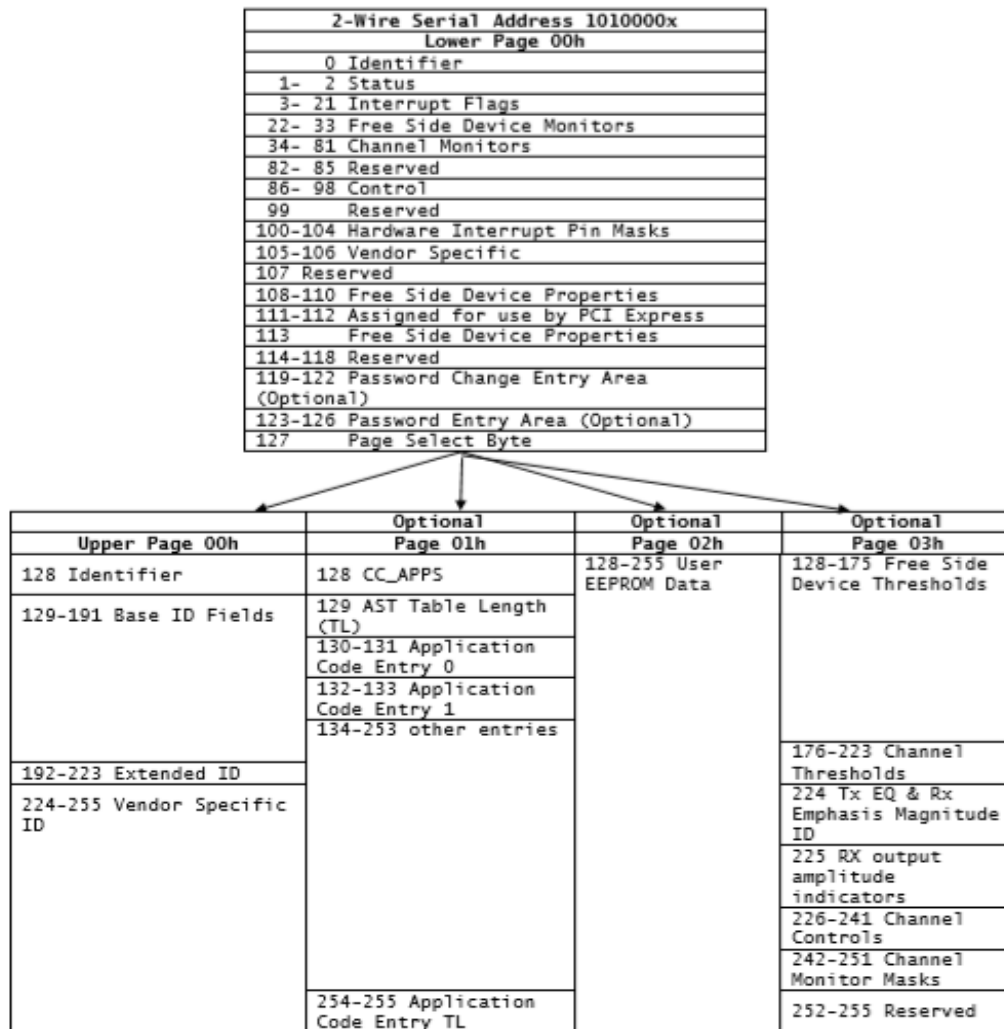 2-Wire Serial Address 1010000x
Lower Page 00h
0 Identifier
1- 2 Status
3- 21 Interrupt Flags
22- 33 Free Side Device Monitors
34- 81 Channel Monitors
82- 85 Reserved
86- 98 Control
99 Reserved
100-104 Hardware Interrupt Pin Masks
105-106 Vendor Specific
107 Reserved
108-110 Free Side Device Properties
111-112 Assigned for use by PCI Express
113 Free Side Device Properties
114-118 Reserved
119-122 Password Change Entry Area
(Optional)
123-126 Password Entry Area (Optional)
127 Page Select Byte
Upper Page 00h
128 Identifier
129-191 Base ID Fields
192-223 Extended ID
224-255 Vendor Specific
ID
Optional
Page 01h
128 CC_APPS
129 AST Table Length
(TL)
130-131 Application
Code Entry 0
132-133 Application
Code Entry 1
134-253 other entries
254-255 Application
Code Entry TL
Optional
Page 02h
128-255 User
EEPROM Data
Optional
Page 03h
128-175 Free Side
Device Thresholds
176-223 Channel
Thresholds
224 Tx EQ & Rx
Emphasis Magnitude
ID
225 RX output
amplitude
indicators
226-241 Channel
Controls
242-251 Channel
Monitor Masks
252-255 Reserved